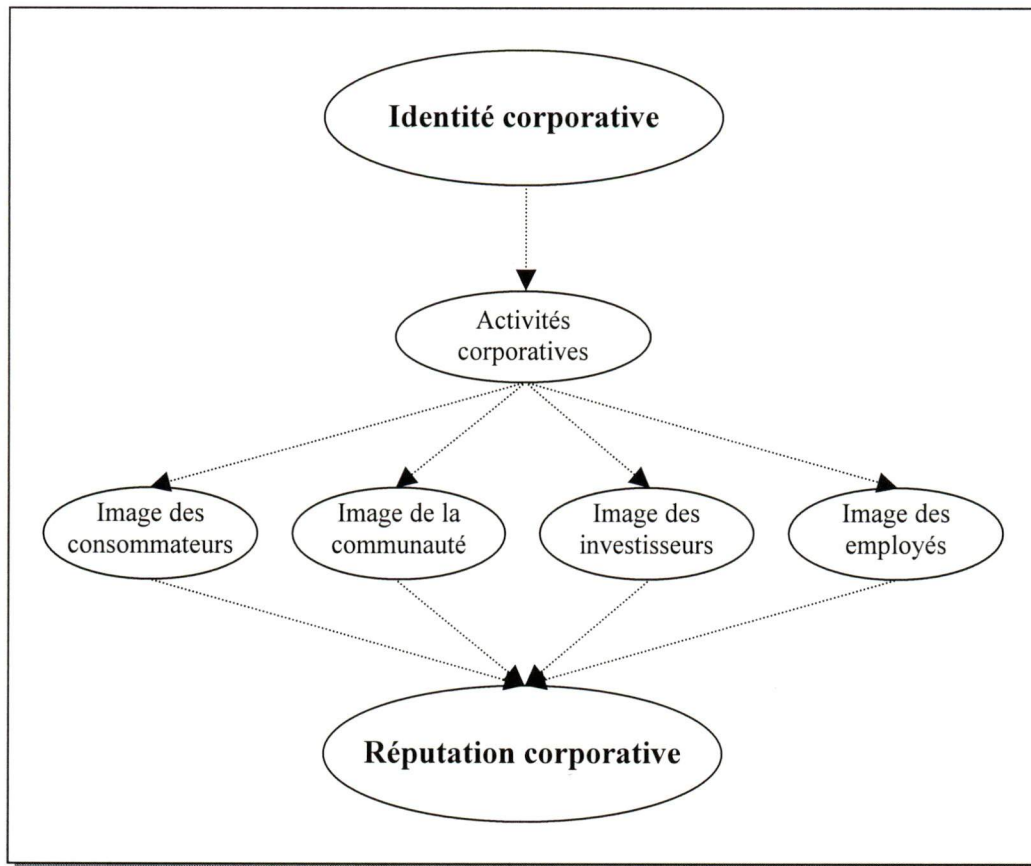 Identité corporative
Activités
corporatives
Image des
consommateurs
Image de la
communauté
Image des
investisseurs
Image des
employés
Réputation corporative